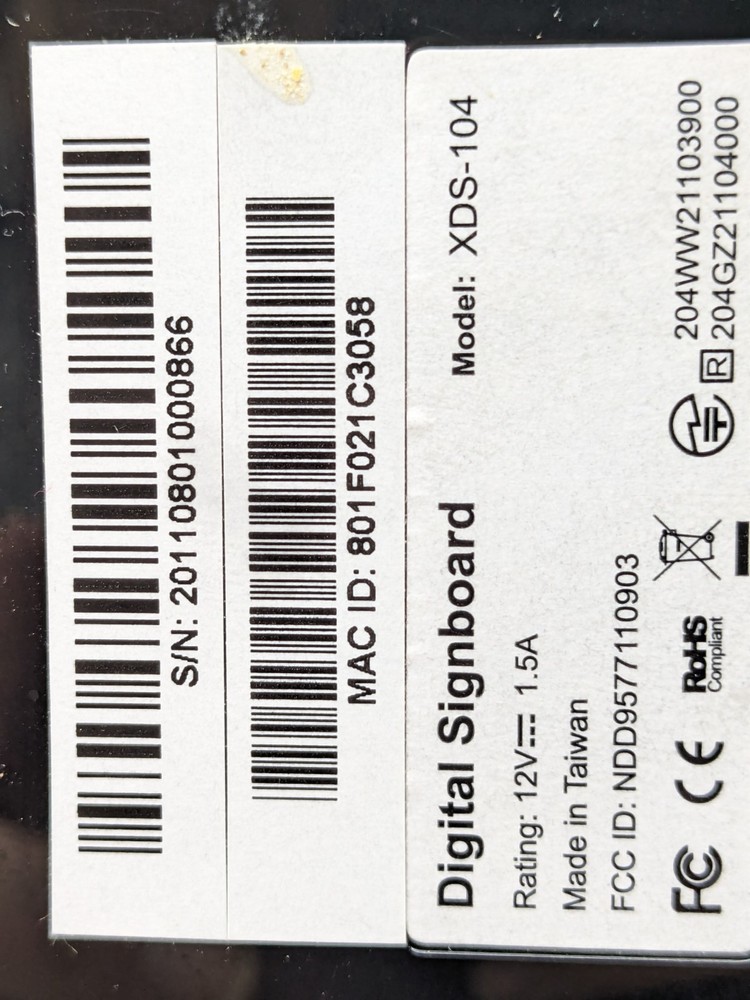 S/N: 20110801000866
MAC ID: 801F021C3058
Digital Signboard Model: XDS-104
Rating: 12V⎓ 1.5A
Made in Taiwan
FCC ID: NDD9577110903
FC CE RoHS Compliant
204WW21103900
R 204GZ21104000